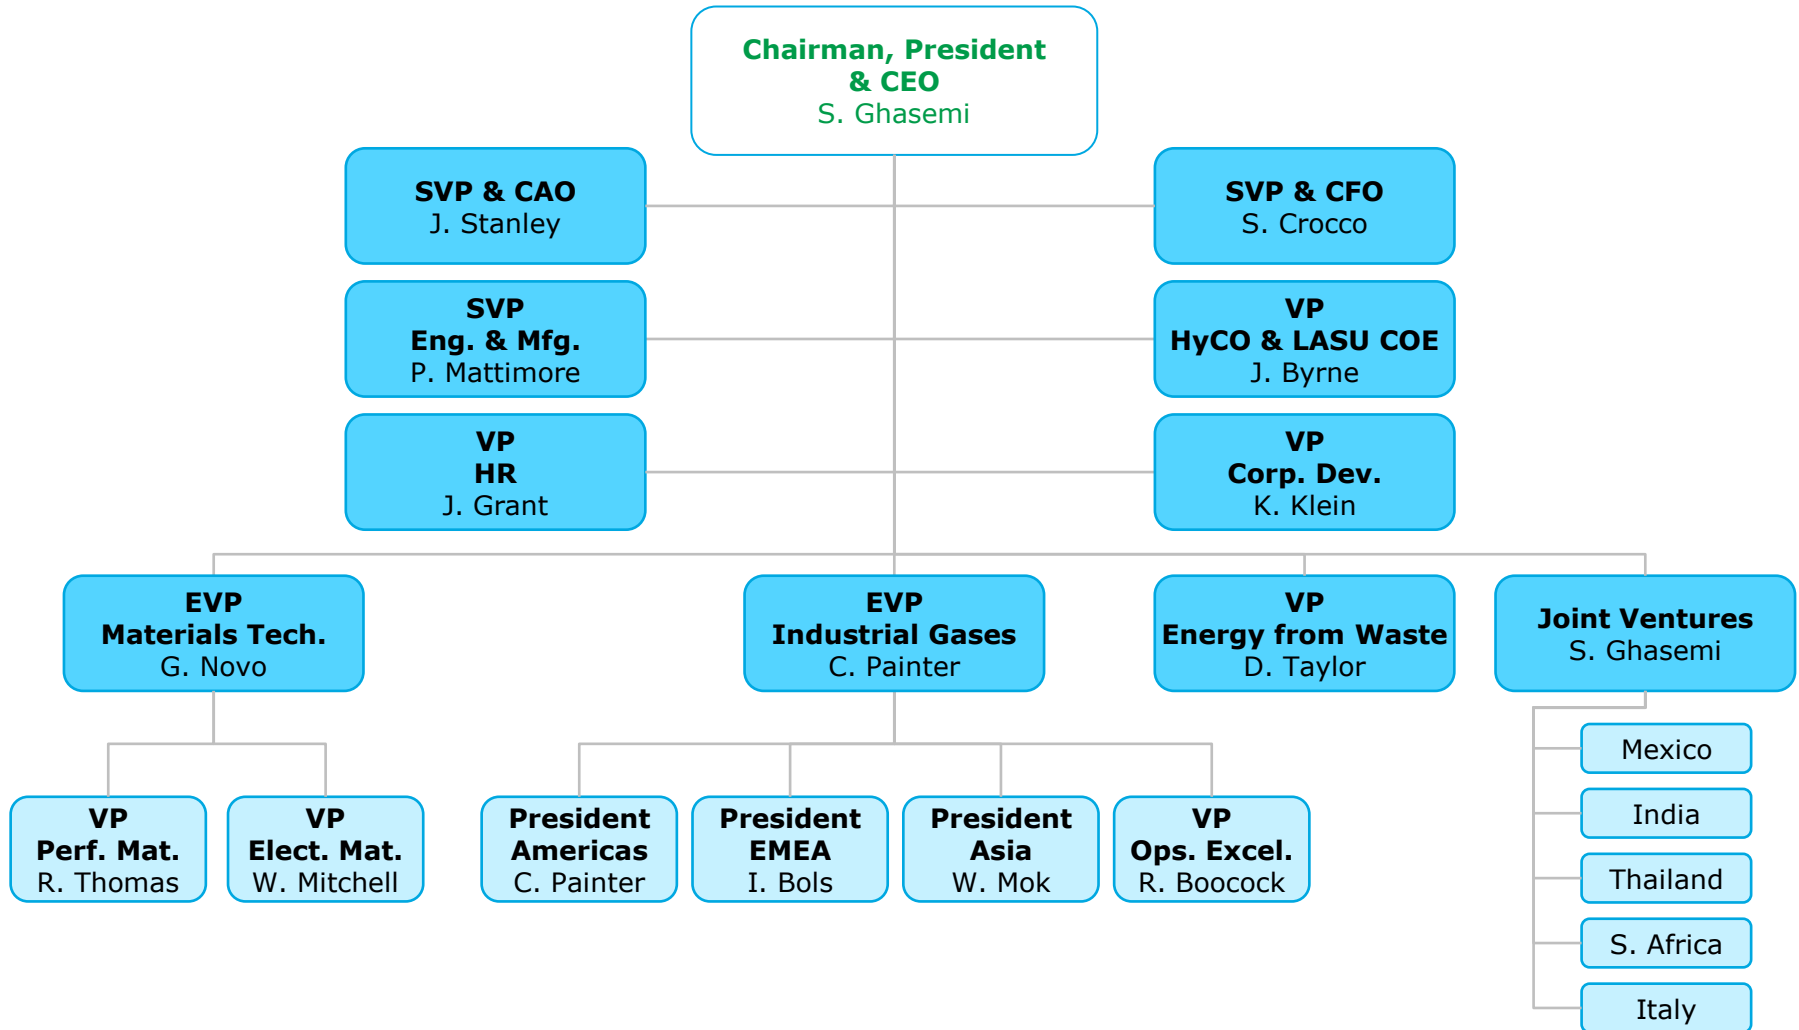 Chairman, President
& CEO
S. Ghasemi
SVP & CAO
J. Stanley
SVP & CFO
S. Crocco
SVP
Eng. & Mfg.
P. Mattimore
VP
HyCO & LASU COE
J. Byrne
VP
HR
J. Grant
VP
Corp. Dev.
K. Klein
EVP
Materials Tech.
G. Novo
EVP
Industrial Gases
C. Painter
VP
Energy from Waste
D. Taylor
Joint Ventures
S. Ghasemi
VP
Perf. Mat.
R. Thomas
VP
Elect. Mat.
W. Mitchell
President
Americas
C. Painter
President
EMEA
I. Bols
President
Asia
W. Mok
VP
Ops. Excel.
R. Boocock
Mexico
India
Thailand
S. Africa
Italy